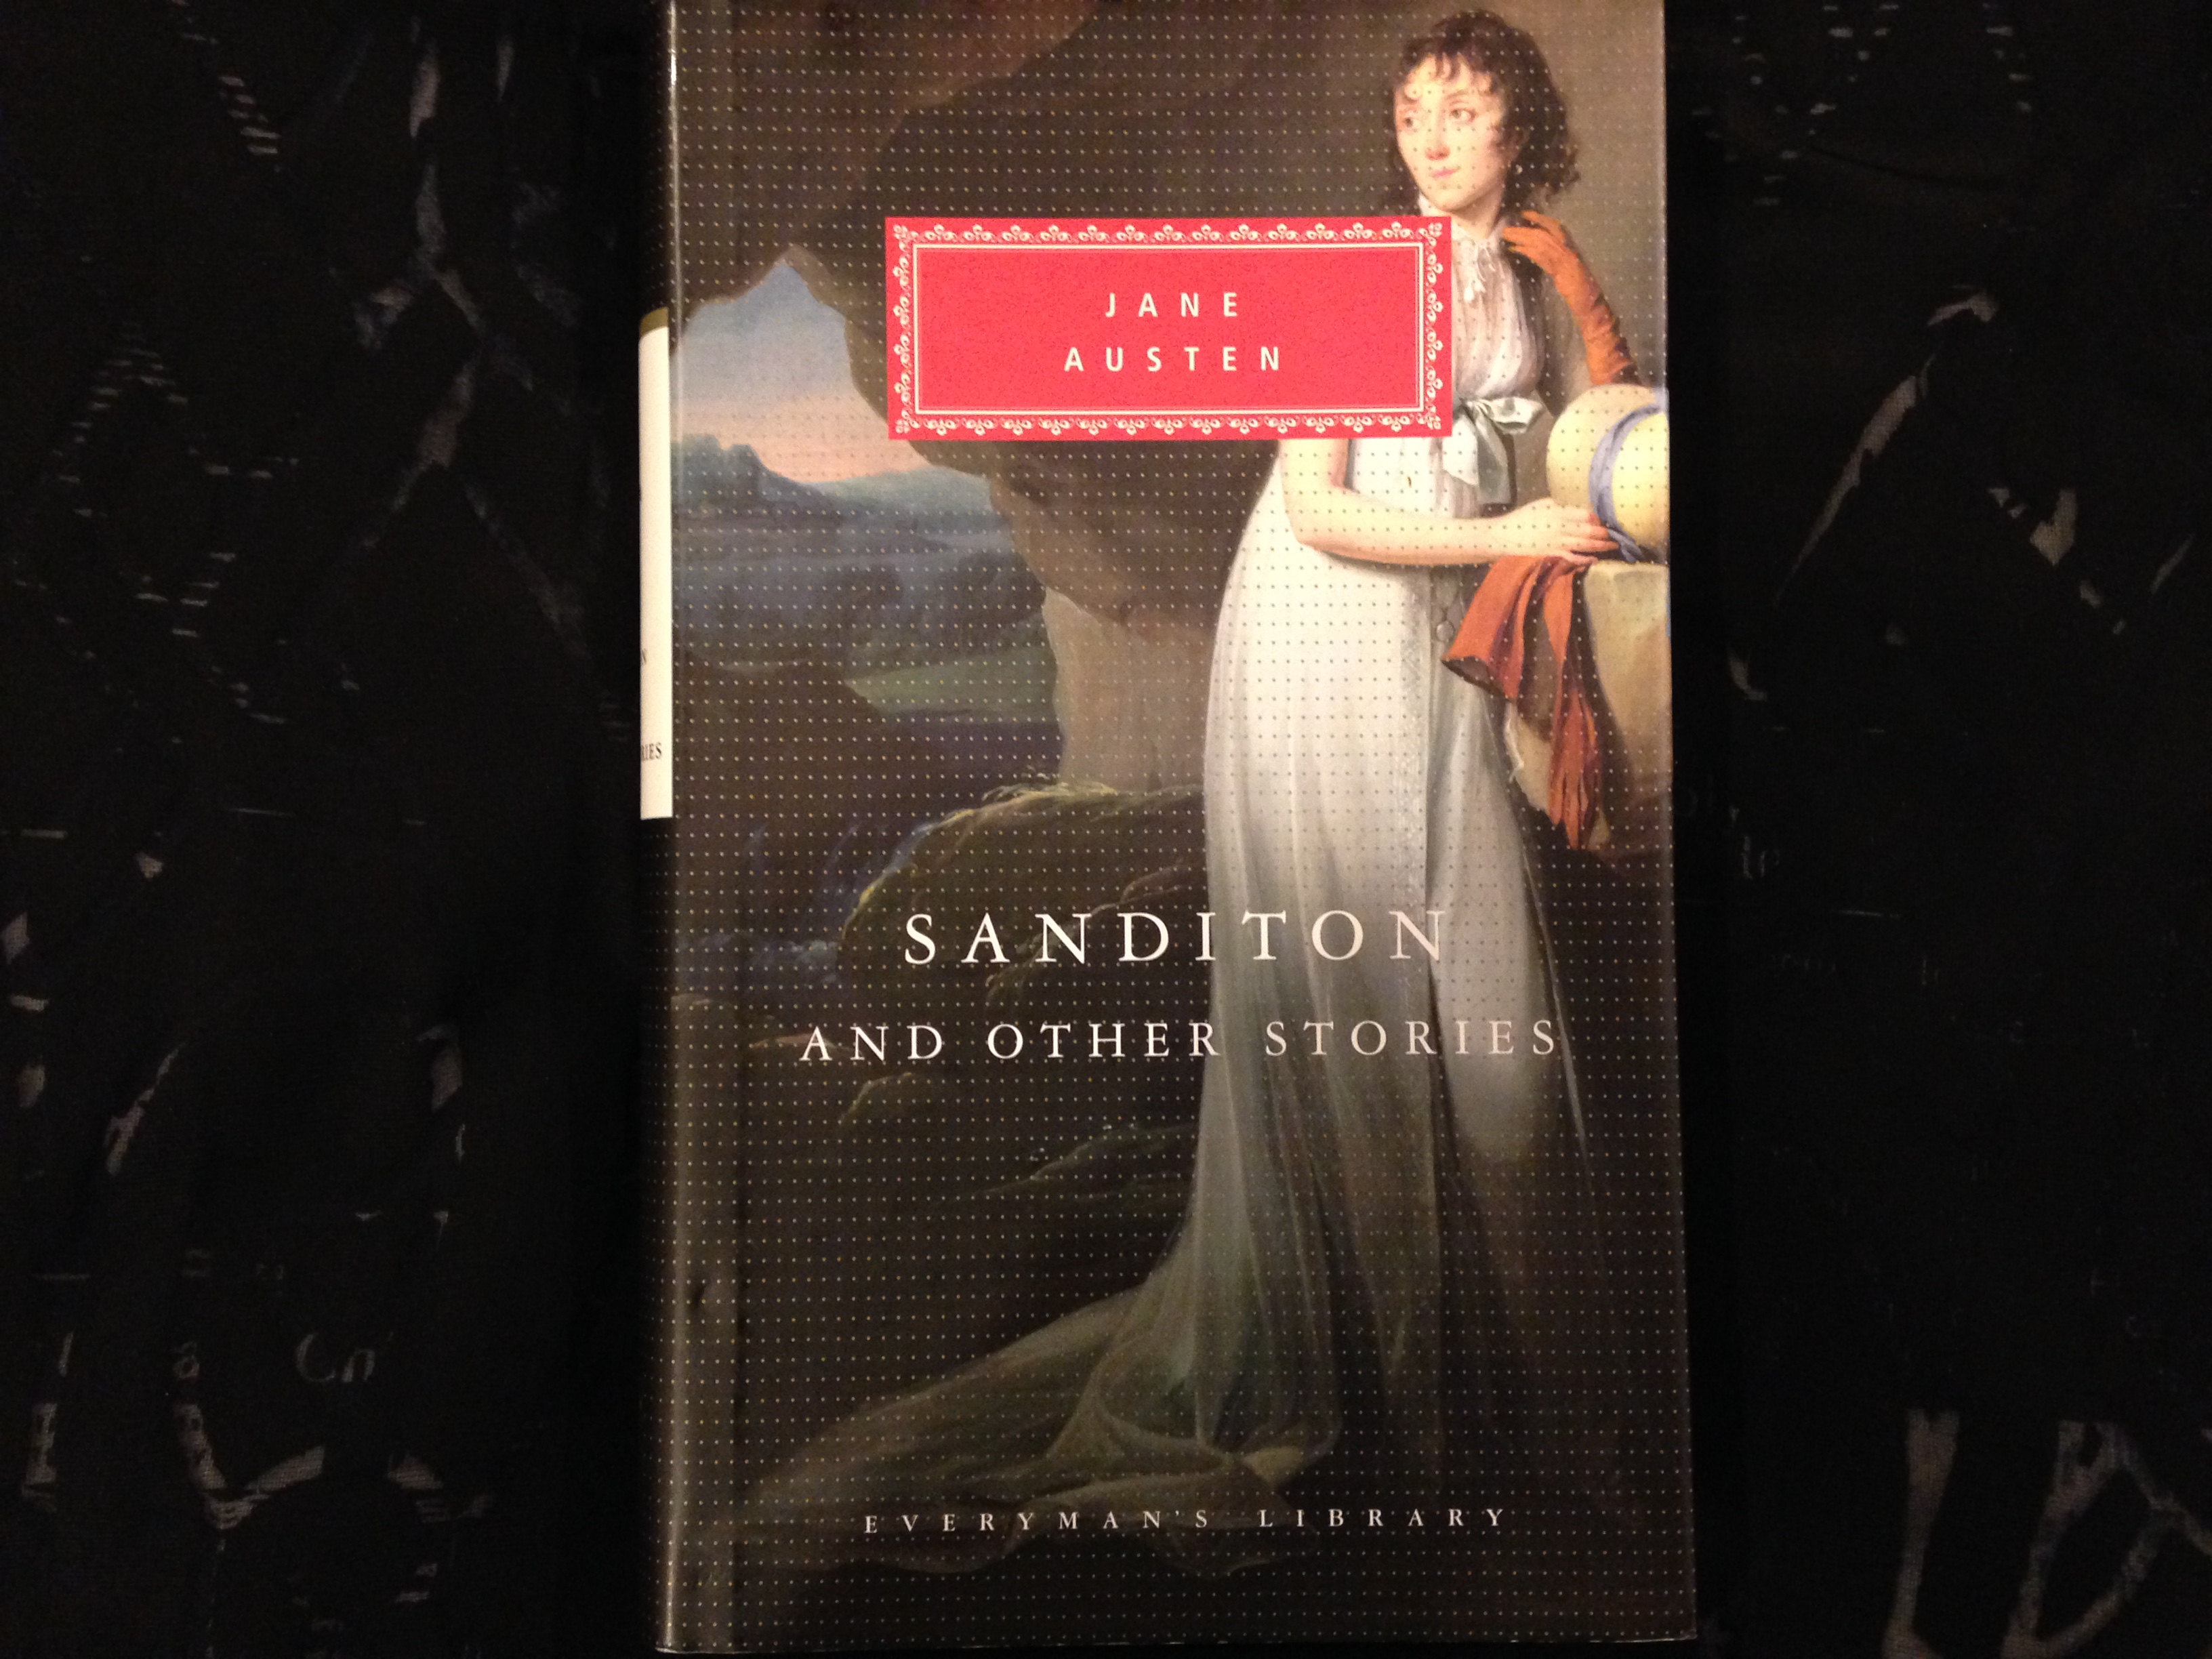 JANE
AUSTEN
SANDITON
AND OTHER STORIES
EVERYMAN'S LIBRARY